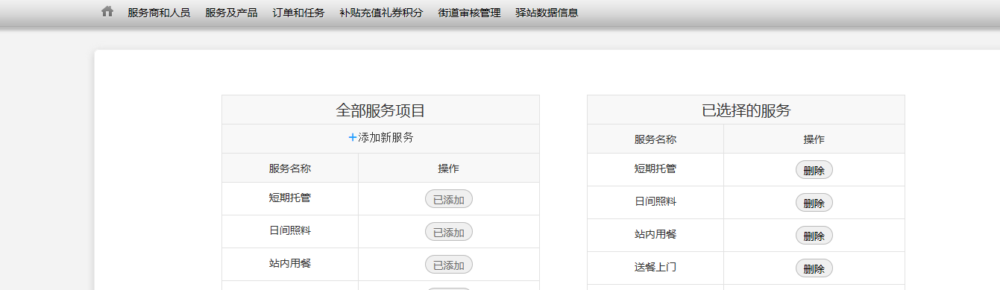 服务商和人员 服务及产品 订单和任务 补贴充值礼券积分 街道审核管理 驿站数据信息
全部服务项目
+添加新服务
服务名称 操作
短期托管 已添加
日间照料 已添加
站内用餐 已添加
已选择的服务
服务名称 操作
短期托管 删除
日间照料 删除
站内用餐 删除
送餐上门 删除